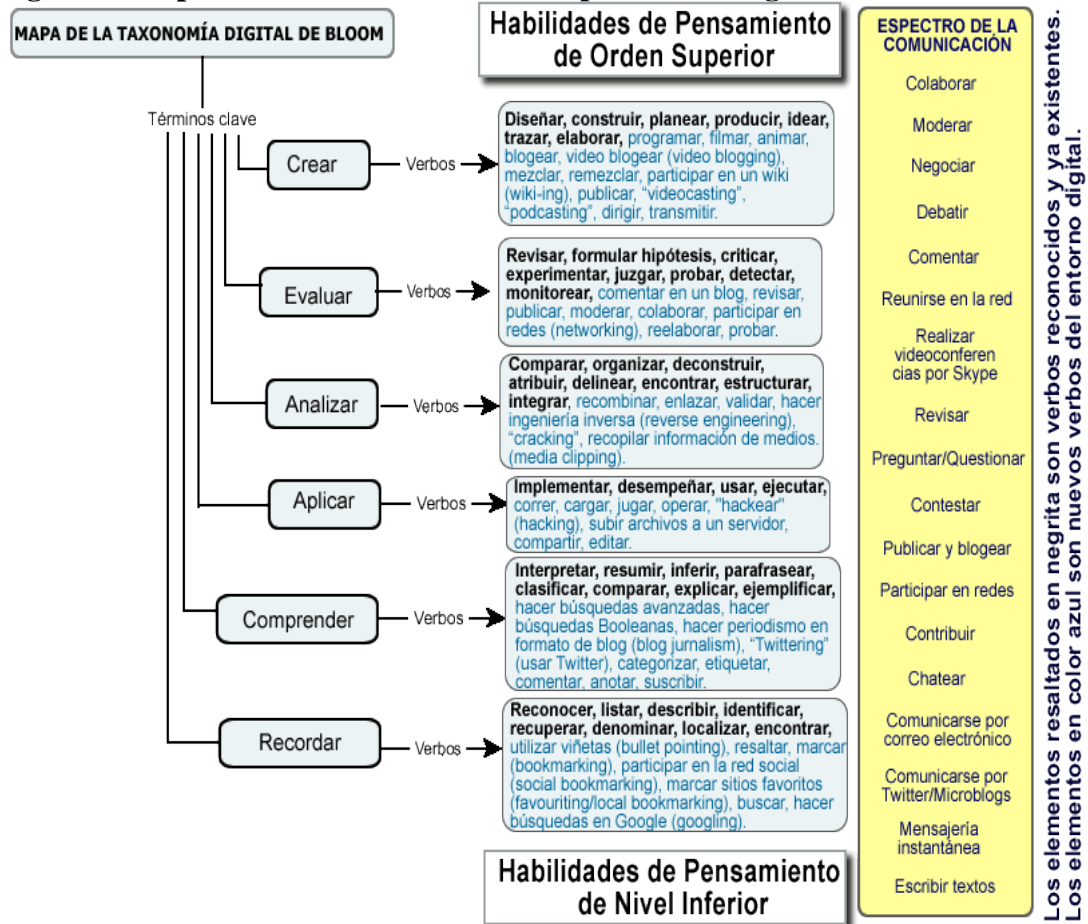 MAPA DE LA TAXONOMÍA DIGITAL DE BLOOM
Habilidades de Pensamiento
de Orden Superior
Términos clave
Crear
Verbos
Diseñar, construir, planear, producir, idear,
trazar, elaborar, programar, filmar, animar,
blogear, video blogear (video blogging),
mezclar, remezclar, participar en un wiki
(wiki-ing), publicar, “videocasting”,
“podcasting”, dirigir, transmitir.
Evaluar
Verbos
Revisar, formular hipótesis, criticar,
experimentar, juzgar, probar, detectar,
monitorear, comentar en un blog, revisar,
publicar, moderar, colaborar, participar en
redes (networking), reelaborar, probar.
Analizar
Verbos
Comparar, organizar, deconstruir,
atribuir, delinear, encontrar, estructurar,
integrar, recombinar, enlazar, validar, hacer
ingeniería inversa (reverse engineering),
“cracking”, recopilar información de medios.
(media clipping).
Aplicar
Verbos
Implementar, desempeñar, usar, ejecutar,
correr, cargar, jugar, operar, "hackear"
(hacking), subir archivos a un servidor,
compartir, editar.
Comprender
Verbos
Interpretar, resumir, inferir, parafrasear,
clasificar, comparar, explicar, ejemplificar,
hacer búsquedas avanzadas, hacer
búsquedas Booleanas, hacer periodismo en
formato de blog (blog jurnalism), “Twittering”
(usar Twitter), categorizar, etiquetar,
comentar, anotar, suscribir.
Recordar
Verbos
Reconocer, listar, describir, identificar,
recuperar, denominar, localizar, encontrar,
utilizar viñetas (bullet pointing), resaltar, marcar
(bookmarking), participar en la red social
(social bookmarking), marcar sitios favoritos
(favouriting/local bookmarking), buscar, hacer
búsquedas en Google (googling).
Habilidades de Pensamiento
de Nivel Inferior
ESPECTRO DE LA
COMUNICACIÓN
Colaborar
Moderar
Negociar
Debatir
Comentar
Reunirse en la red
Realizar
videoconferen
cias por Skype
Revisar
Preguntar/Questionar
Contestar
Publicar y blogear
Participar en redes
Contribuir
Chatear
Comunicarse por
correo electrónico
Comunicarse por
Twitter/Microblogs
Mensajería
instantánea
Escribir textos
Los elementos resaltados en negrita son verbos reconocidos y ya existentes.
Los elementos en color azul son nuevos verbos del entorno digital.